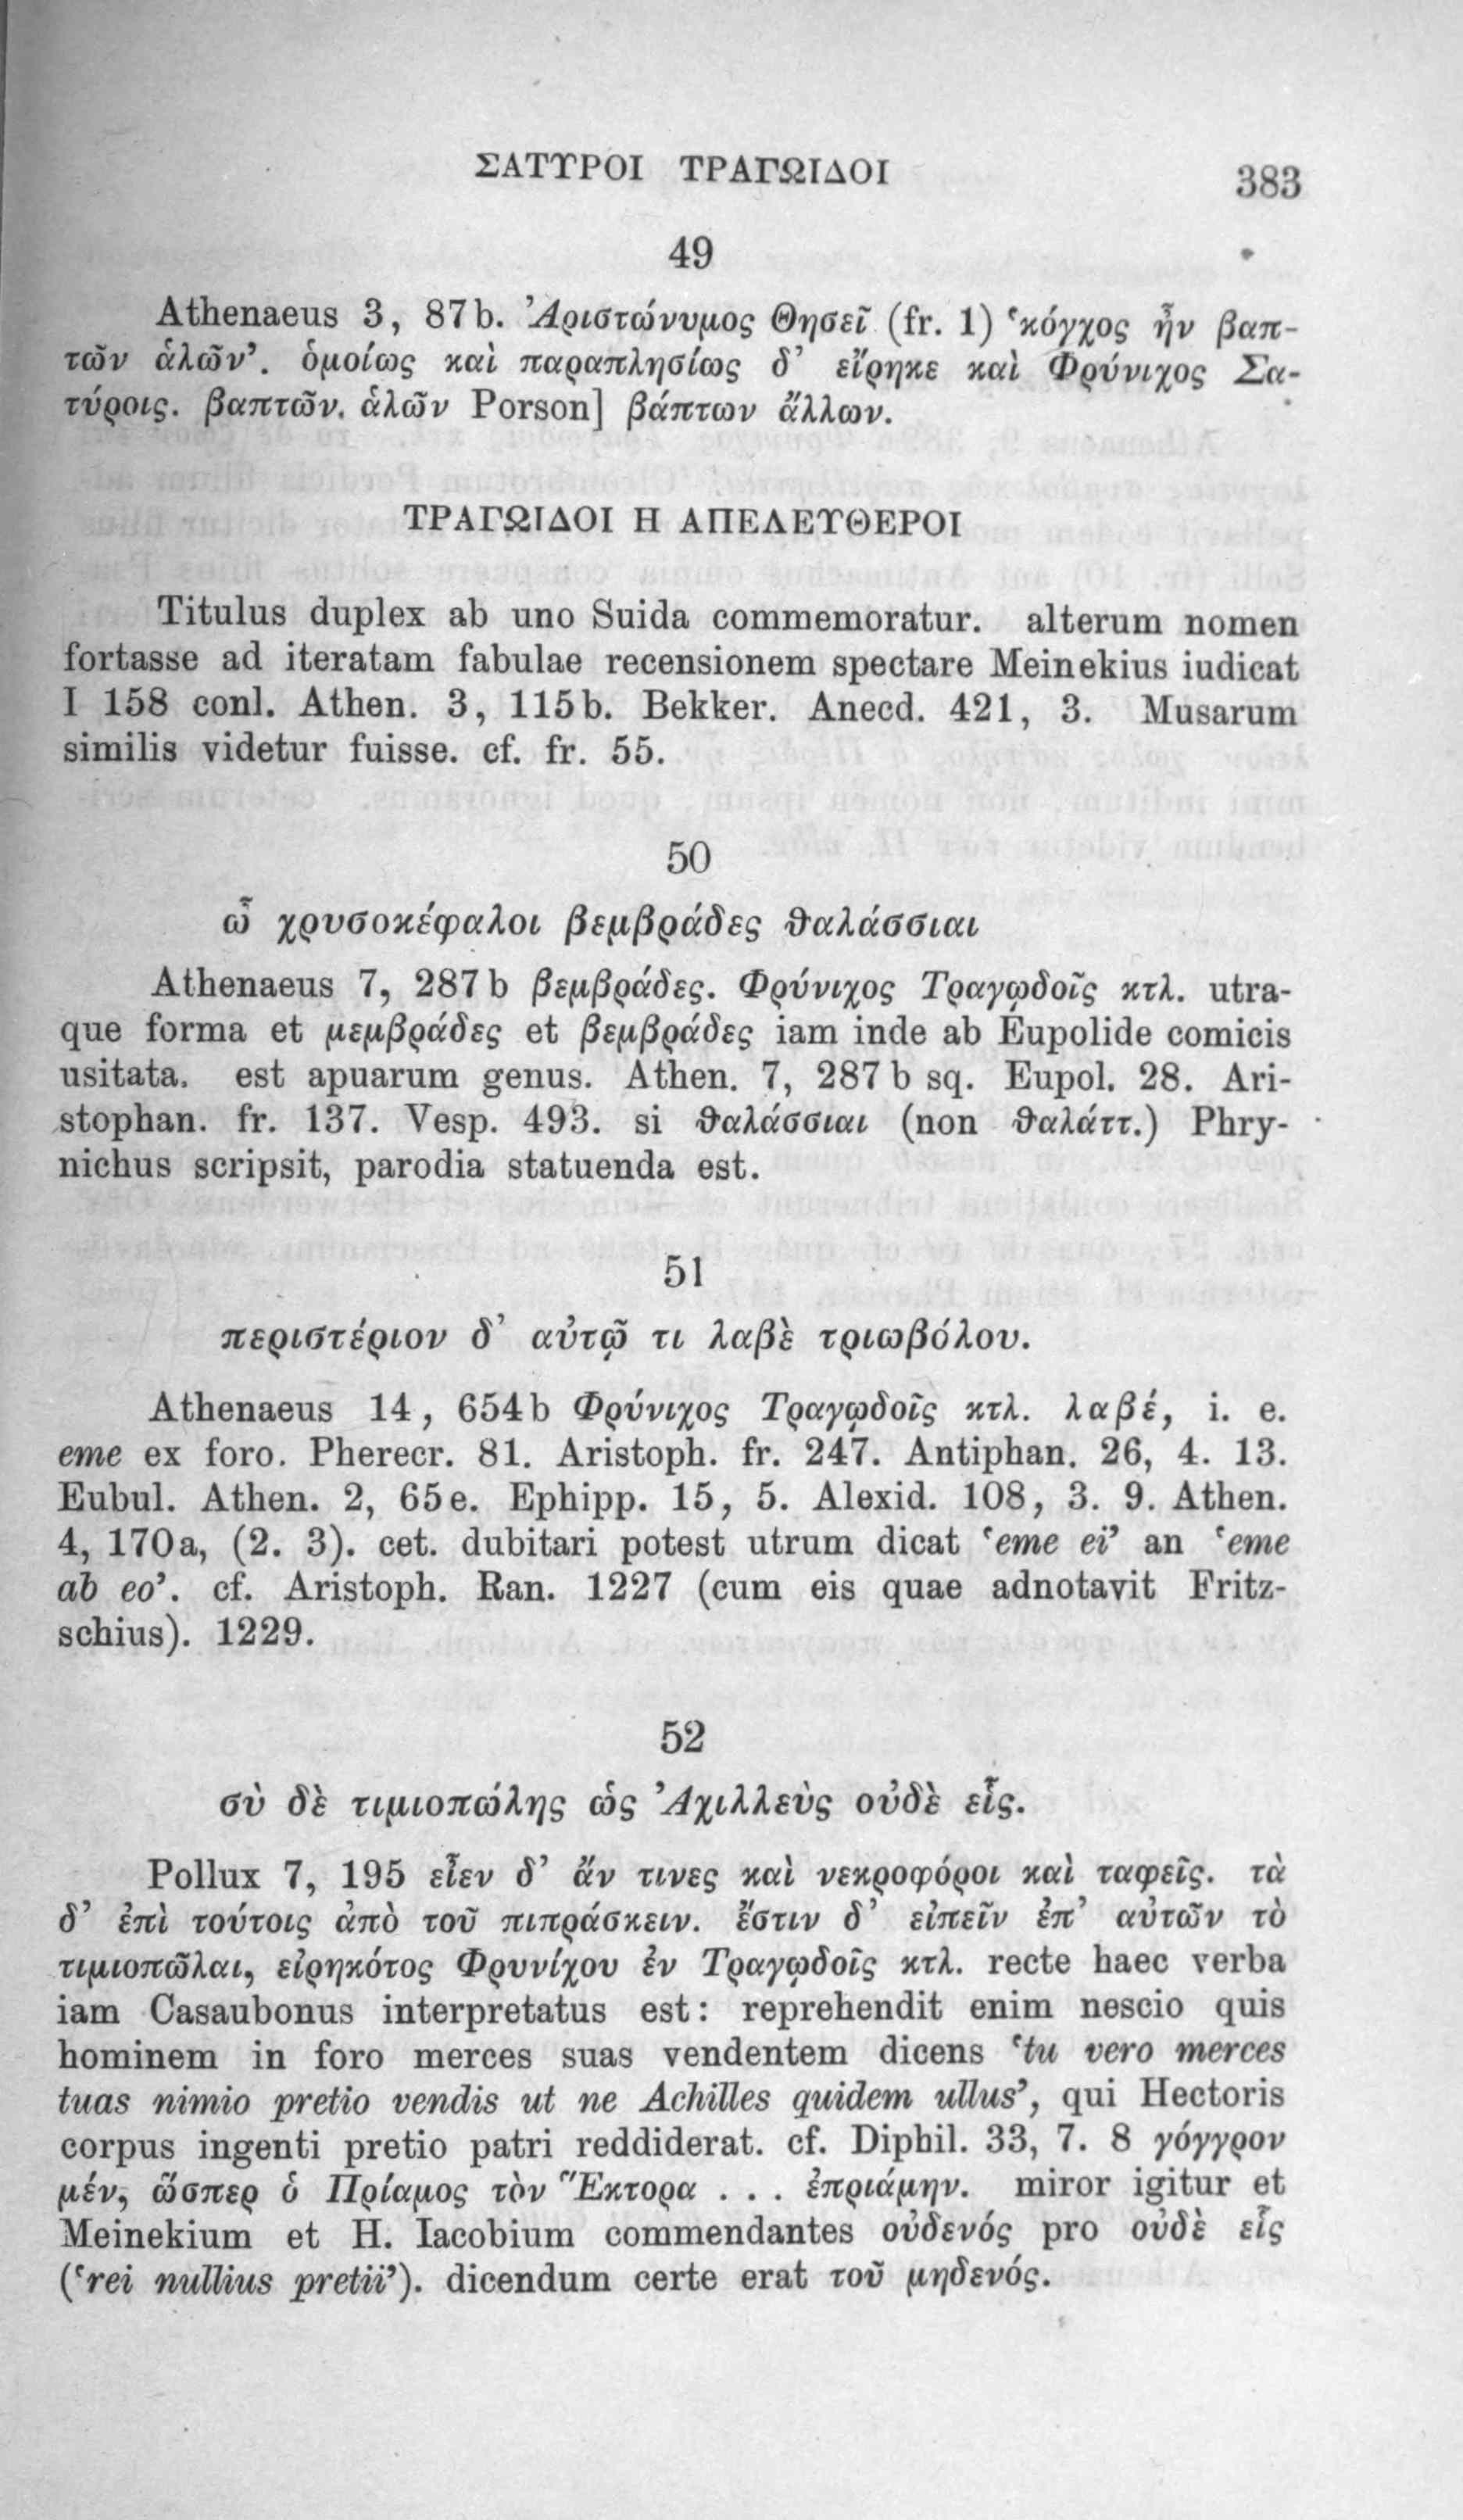 ΣΑΤΥΡΟΙ ΤΡΑΓΩΙΔΟΙ 383
49
Athenaeus 3, 87b. Ἀριστώνυμος Θησεῖ (fr. 1) ‘κόγχος ἦν βαπ-
τῶν ἁλῶν’. ὁμοίως καὶ παραπλησίως δ’ εἴρηκε καὶ Φρύνιχος Σα-
τύροις. βαπτῶν. ἁλῶν Porson] βάπτων ἄλλων.
ΤΡΑΓΩΙΔΟΙ Η ΑΠΕΛΕΥΘΕΡΟΙ
Titulus duplex ab uno Suida commemoratur. alterum nomen
fortasse ad iteratam fabulae recensionem spectare Meinekius iudicat
I 158 conl. Athen. 3, 115b. Bekker. Anecd. 421, 3. Musarum
similis videtur fuisse. cf. fr. 55.
50
ὦ χρυσοκέφαλοι βεμβράδες θαλάσσιαι
Athenaeus 7, 287b βεμβράδες. Φρύνιχος Τραγῳδοῖς κτλ. utra-
que forma et μεμβράδες et βεμβράδες iam inde ab Eupolide comicis
usitata. est apuarum genus. Athen. 7, 287b sq. Eupol. 28. Ari-
stophan. fr. 137. Vesp. 493. si θαλάσσιαι (non θαλάττ.) Phry-
nichus scripsit, parodia statuenda est.
51
περιστέριον δ’ αὐτῷ τι λαβὲ τριωβόλου.
Athenaeus 14, 654b Φρύνιχος Τραγῳδοῖς κτλ. λαβέ, i. e.
eme ex foro. Pherecr. 81. Aristoph. fr. 247. Antiphan. 26, 4. 13.
Eubul. Athen. 2, 65e. Ephipp. 15, 5. Alexid. 108, 3. 9. Athen.
4, 170a, (2. 3). cet. dubitari potest utrum dicat ‘eme ei’ an ‘eme
ab eo’. cf. Aristoph. Ran. 1227 (cum eis quae adnotavit Fritz-
schius). 1229.
52
σὺ δὲ τιμιοπώλης ὡς Ἀχιλλεὺς οὐδὲ εἷς.
Pollux 7, 195 εἶεν δ’ ἄν τινες καὶ νεκροφόροι καὶ ταφεῖς. τὰ
δ’ ἐπὶ τούτοις ἀπὸ τοῦ πιπράσκειν. ἔστιν δ’ εἰπεῖν ἐπ’ αὐτῶν τὸ
τιμιοπῶλαι, εἰρηκότος Φρυνίχου ἐν Τραγῳδοῖς κτλ. recte haec verba
iam Casaubonus interpretatus est: reprehendit enim nescio quis
hominem in foro merces suas vendentem dicens ‘tu vero merces
tuas nimio pretio vendis ut ne Achilles quidem ullus’, qui Hectoris
corpus ingenti pretio patri reddiderat. cf. Diphil. 33, 7. 8 γόγγρον
μέν, ὥσπερ ὁ Πρίαμος τὸν Ἕκτορα . . . ἐπριάμην. miror igitur et
Meinekium et H. Iacobium commendantes οὐδενός pro οὐδὲ εἷς
(‘rei nullius pretii’). dicendum certe erat τοῦ μηδενός.